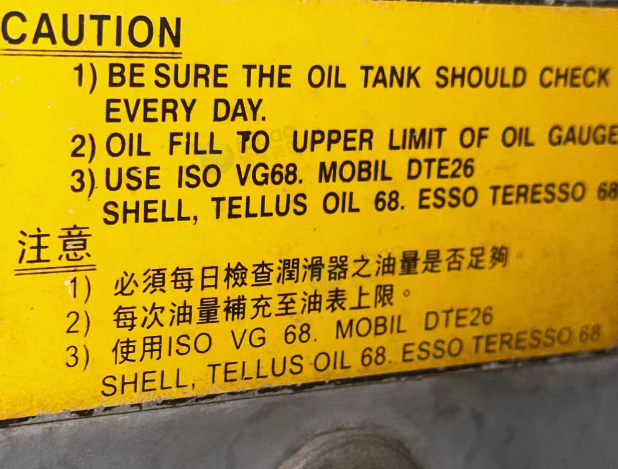 CAUTION
1) BE SURE THE OIL TANK SHOULD CHECK
EVERY DAY.
2) OIL FILL TO UPPER LIMIT OF OIL GAUGE
3) USE ISO VG68. MOBIL DTE26
SHELL, TELLUS OIL 68. ESSO TERESSO 68
注意
1) 必須每日檢查潤滑器之油量是否足夠。
2) 每次油量補充至油表上限。
3) 使用ISO VG 68. MOBIL DTE26
SHELL, TELLUS OIL 68. ESSO TERESSO 68